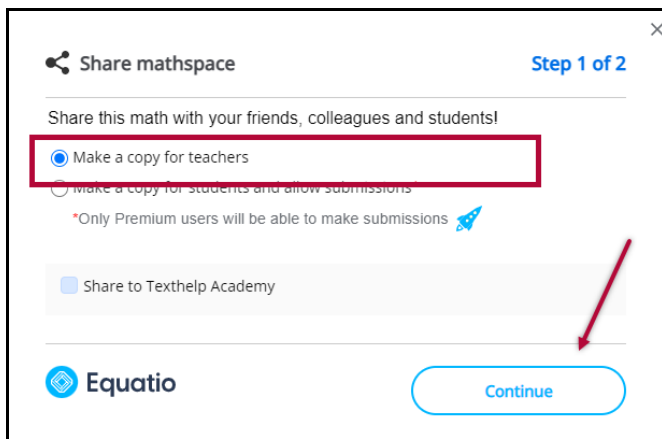 Share mathspace
Step 1 of 2
Share this math with your friends, colleagues and students!
Make a copy for teachers
Make a copy for students and allow submissions*
*Only Premium users will be able to make submissions
Share to Texthelp Academy
Equatio
Continue